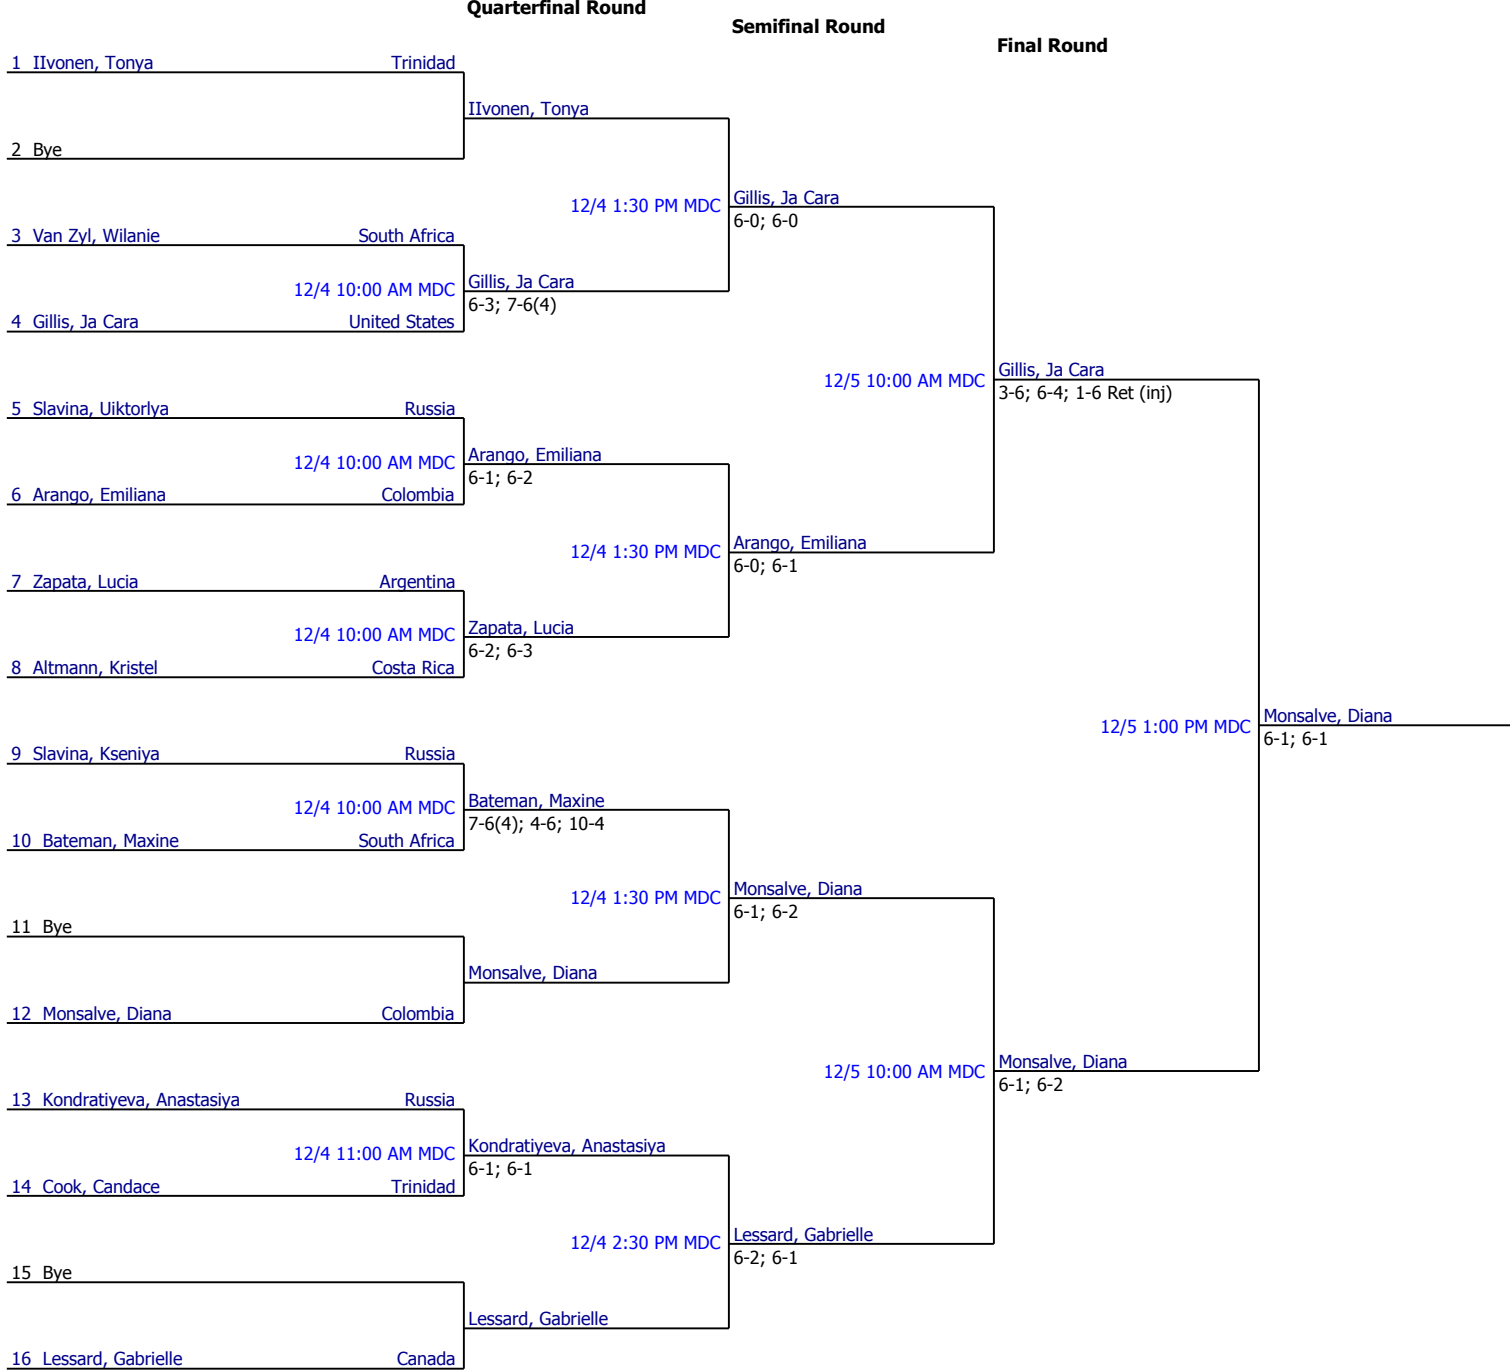 Quarterfinal Round
Semifinal Round
Final Round
1 IIvonen, Tonya Trinidad
IIvonen, Tonya
2 Bye
12/4 1:30 PM MDC Gillis, Ja Cara
6-0; 6-0
3 Van Zyl, Wilanie South Africa
12/4 10:00 AM MDC Gillis, Ja Cara
6-3; 7-6(4)
4 Gillis, Ja Cara United States
12/5 10:00 AM MDC Gillis, Ja Cara
3-6; 6-4; 1-6 Ret (inj)
5 Slavina, Uiktorlya Russia
12/4 10:00 AM MDC Arango, Emiliana
6-1; 6-2
6 Arango, Emiliana Colombia
12/4 1:30 PM MDC Arango, Emiliana
6-0; 6-1
7 Zapata, Lucia Argentina
12/4 10:00 AM MDC Zapata, Lucia
6-2; 6-3
8 Altmann, Kristel Costa Rica
12/5 1:00 PM MDC Monsalve, Diana
6-1; 6-1
9 Slavina, Kseniya Russia
12/4 10:00 AM MDC Bateman, Maxine
7-6(4); 4-6; 10-4
10 Bateman, Maxine South Africa
12/4 1:30 PM MDC Monsalve, Diana
6-1; 6-2
11 Bye
Monsalve, Diana
12 Monsalve, Diana Colombia
12/5 10:00 AM MDC Monsalve, Diana
6-1; 6-2
13 Kondratiyeva, Anastasiya Russia
12/4 11:00 AM MDC Kondratiyeva, Anastasiya
6-1; 6-1
14 Cook, Candace Trinidad
12/4 2:30 PM MDC Lessard, Gabrielle
6-2; 6-1
15 Bye
Lessard, Gabrielle
16 Lessard, Gabrielle Canada